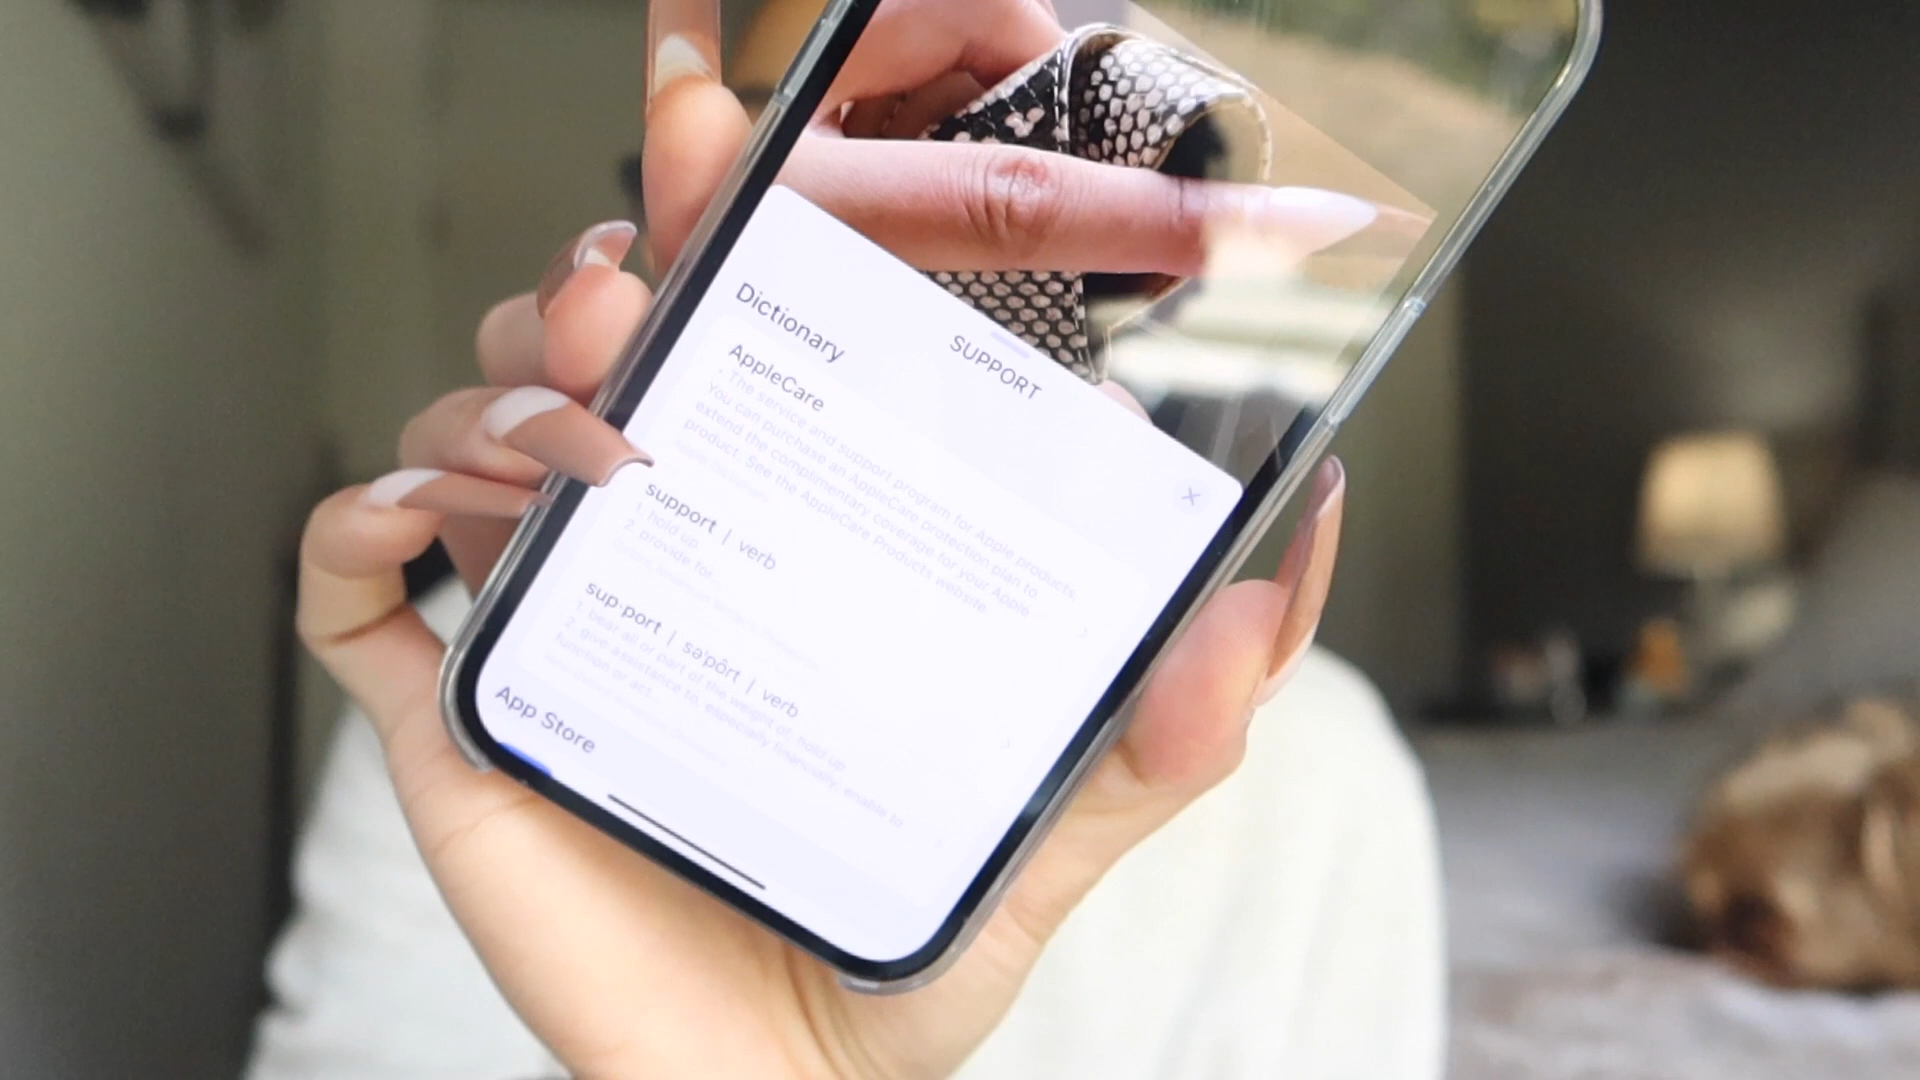 SUPPORT
Dictionary
AppleCare
The service and support program for Apple products.
You can purchase an AppleCare protection plan to
extend the complimentary coverage for your Apple
product. See the AppleCare Products website.
support | verb
1. hold up
2. provide for
sup·port | sə'pôrt | verb
1. bear all or part of the weight of; hold up
2. give assistance to, especially financially; enable to
function or act
App Store